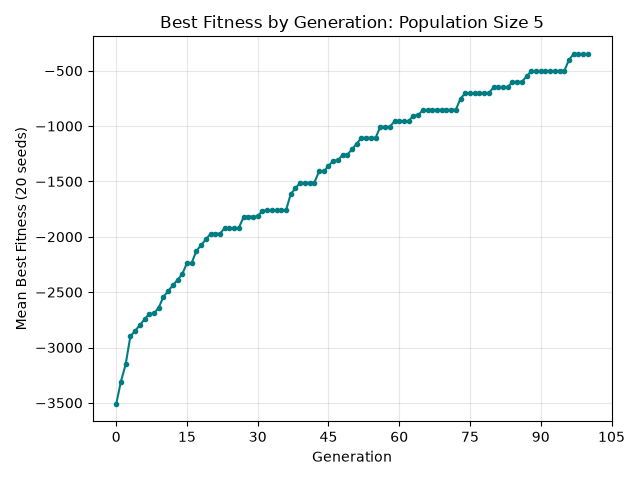 Best Fitness by Generation: Population Size 5
Mean Best Fitness (20 seeds)
−500
−1000
−1500
−2000
−2500
−3000
−3500
0 15 30 45 60 75 90 105
Generation